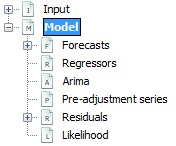 I Input
M Model
F Forecasts
R Regressors
A Arima
P Pre-adjustment series
R Residuals
L Likelihood